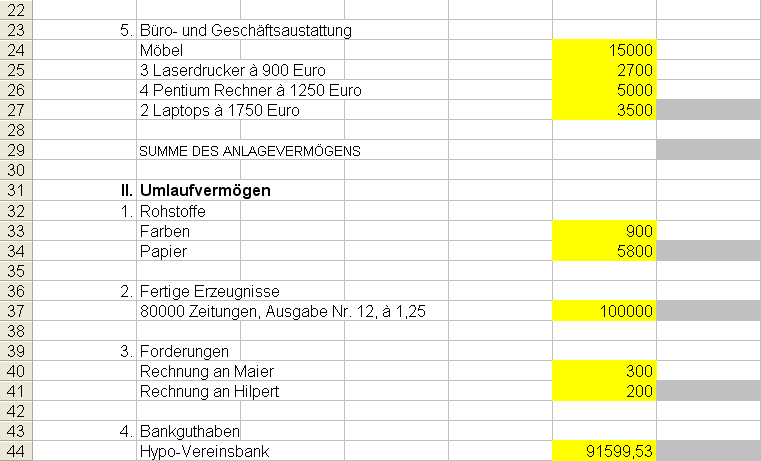 22
23 5. Büro- und Geschäftsaustattung
24 Möbel 15000
25 3 Laserdrucker à 900 Euro 2700
26 4 Pentium Rechner à 1250 Euro 5000
27 2 Laptops à 1750 Euro 3500
28
29 SUMME DES ANLAGEVERMÖGENS
30
31 II. Umlaufvermögen
32 1. Rohstoffe
33 Farben 900
34 Papier 5800
35
36 2. Fertige Erzeugnisse
37 80000 Zeitungen, Ausgabe Nr. 12, à 1,25 100000
38
39 3. Forderungen
40 Rechnung an Maier 300
41 Rechnung an Hilpert 200
42
43 4. Bankguthaben
44 Hypo-Vereinsbank 91599,53